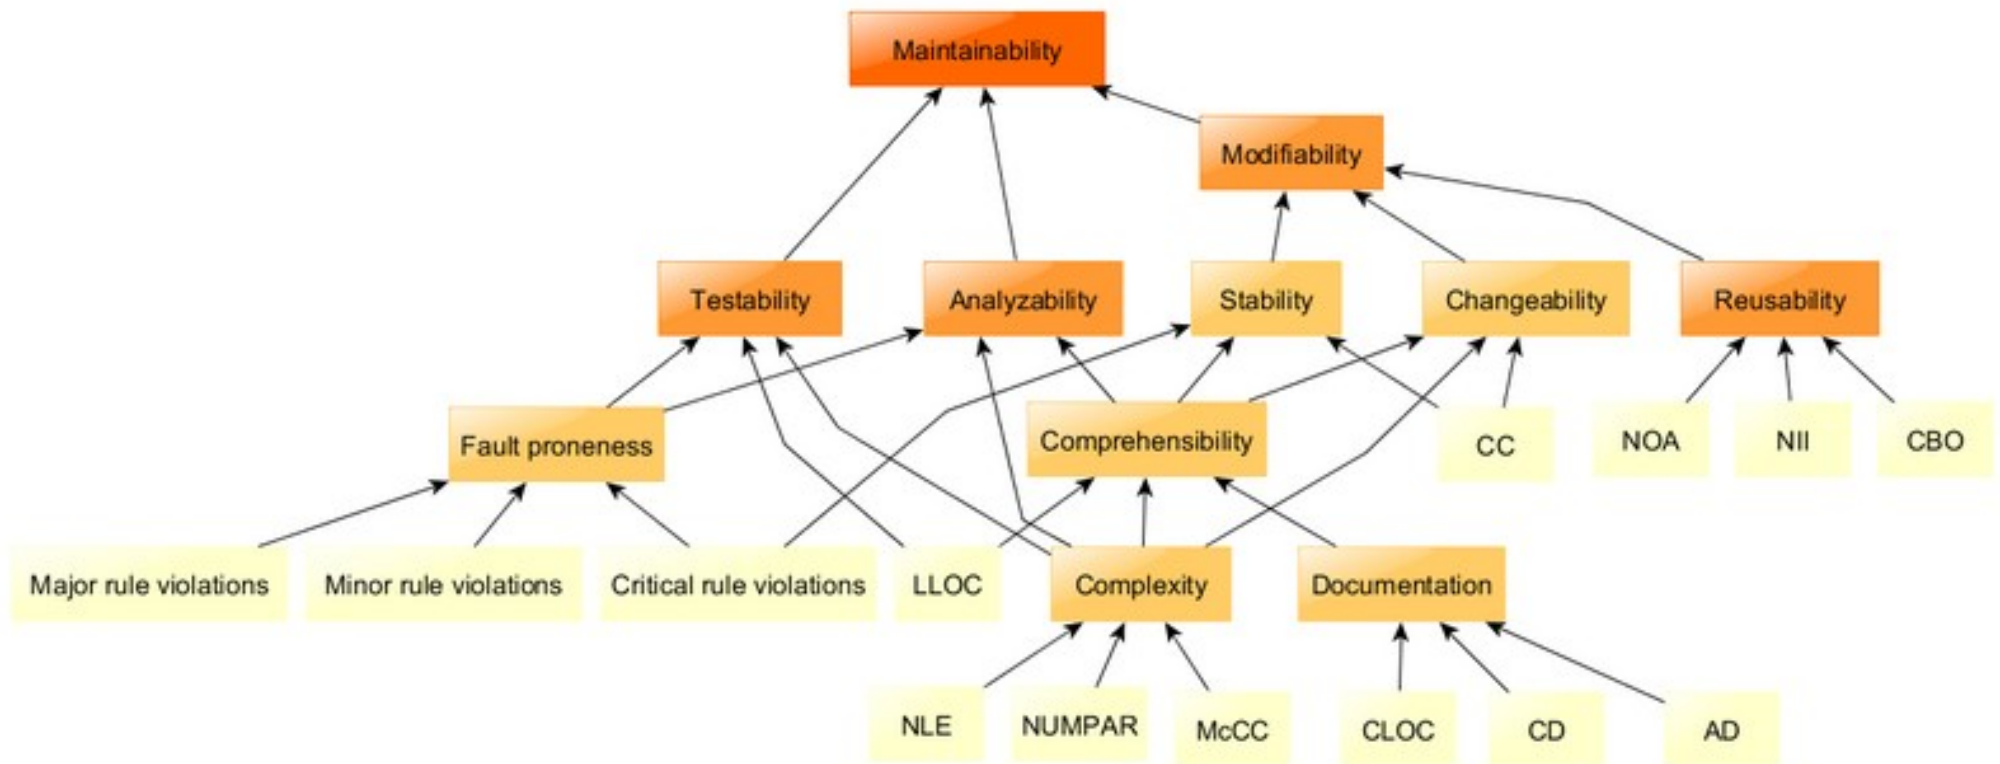 Maintainability
Modifiability
Testability
Analyzability
Stability
Changeability
Reusability
Fault proneness
Comprehensibility
CC
NOA
NII
CBO
Major rule violations
Minor rule violations
Critical rule violations
LLOC
Complexity
Documentation
NLE
NUMPAR
McCC
CLOC
CD
AD